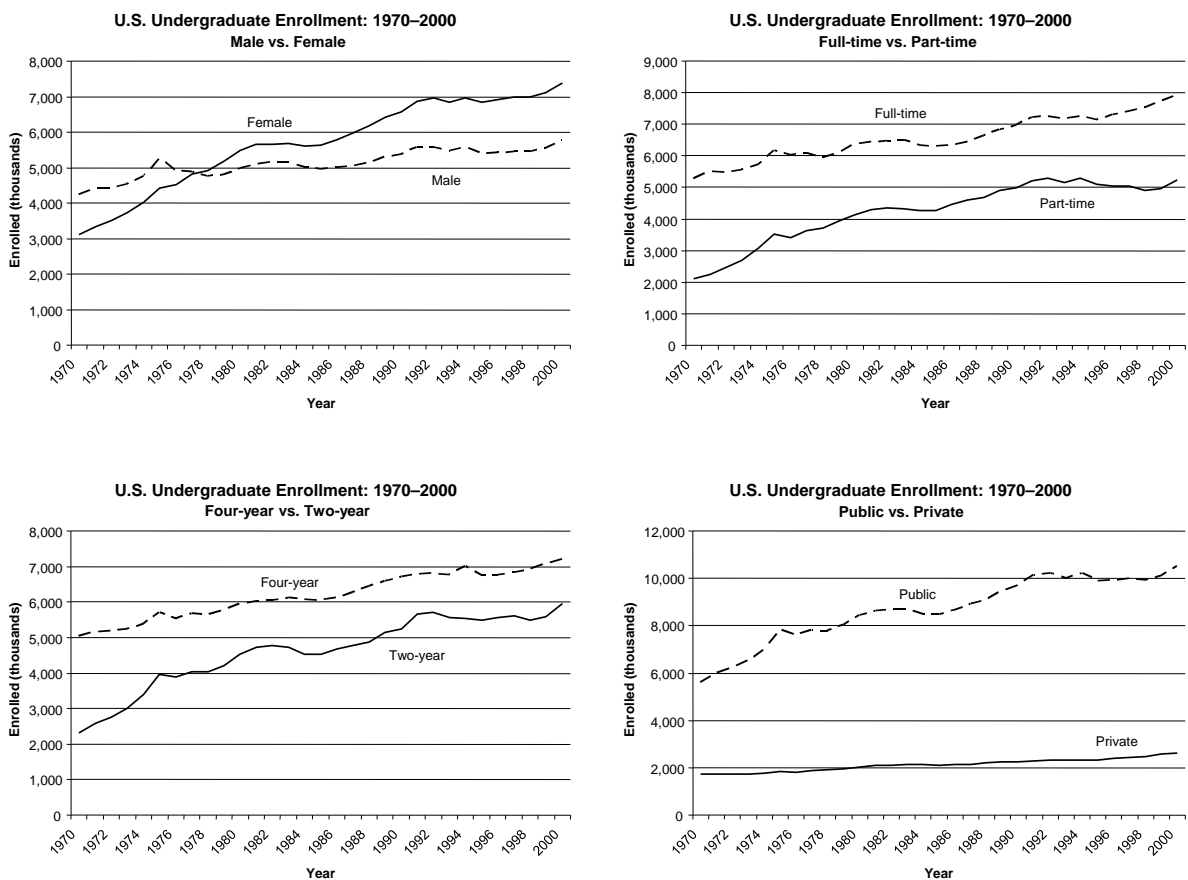 U.S. Undergraduate Enrollment: 1970–2000
Male vs. Female
Enrolled (thousands)
8,000
7,000
6,000
5,000
4,000
3,000
2,000
1,000
0
Female
Male
1970 1972 1974 1976 1978 1980 1982 1984 1986 1988 1990 1992 1994 1996 1998 2000
Year
U.S. Undergraduate Enrollment: 1970–2000
Full-time vs. Part-time
Enrolled (thousands)
9,000
8,000
7,000
6,000
5,000
4,000
3,000
2,000
1,000
0
Full-time
Part-time
1970 1972 1974 1976 1978 1980 1982 1984 1986 1988 1990 1992 1994 1996 1998 2000
Year
U.S. Undergraduate Enrollment: 1970–2000
Four-year vs. Two-year
Enrolled (thousands)
8,000
7,000
6,000
5,000
4,000
3,000
2,000
1,000
0
Four-year
Two-year
1970 1972 1974 1976 1978 1980 1982 1984 1986 1988 1990 1992 1994 1996 1998 2000
Year
U.S. Undergraduate Enrollment: 1970–2000
Public vs. Private
Enrolled (thousands)
12,000
10,000
8,000
6,000
4,000
2,000
0
Public
Private
1970 1972 1974 1976 1978 1980 1982 1984 1986 1988 1990 1992 1994 1996 1998 2000
Year